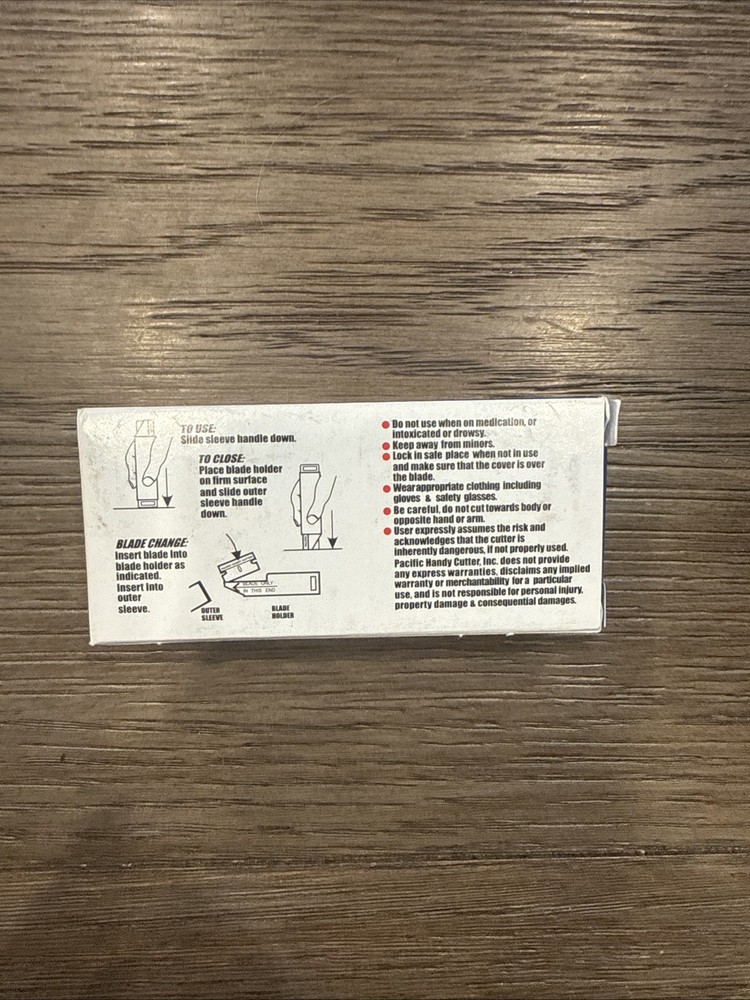 TO USE:
Slide sleeve handle down.
TO CLOSE:
Place blade holder
on firm surface
and slide outer
sleeve handle
down.
BLADE CHANGE:
Insert blade into
blade holder as
indicated.
Insert into
outer
sleeve.
BLADE ONLY
IN THIS END
OUTER
SLEEVE
BLADE
HOLDER
Do not use when on medication, or
intoxicated or drowsy.
Keep away from minors.
Lock in safe place when not in use
and make sure that the cover is over
the blade.
Wear appropriate clothing including
gloves & safety glasses.
Be careful, do not cut towards body or
opposite hand or arm.
User expressly assumes the risk and
acknowledges that the cutter is
inherently dangerous, if not properly used.
Pacific Handy Cutter, Inc. does not provide
any express warranties, disclaims any implied
warranty or merchantability for a particular
use, and is not responsible for personal injury,
property damage & consequential damages.